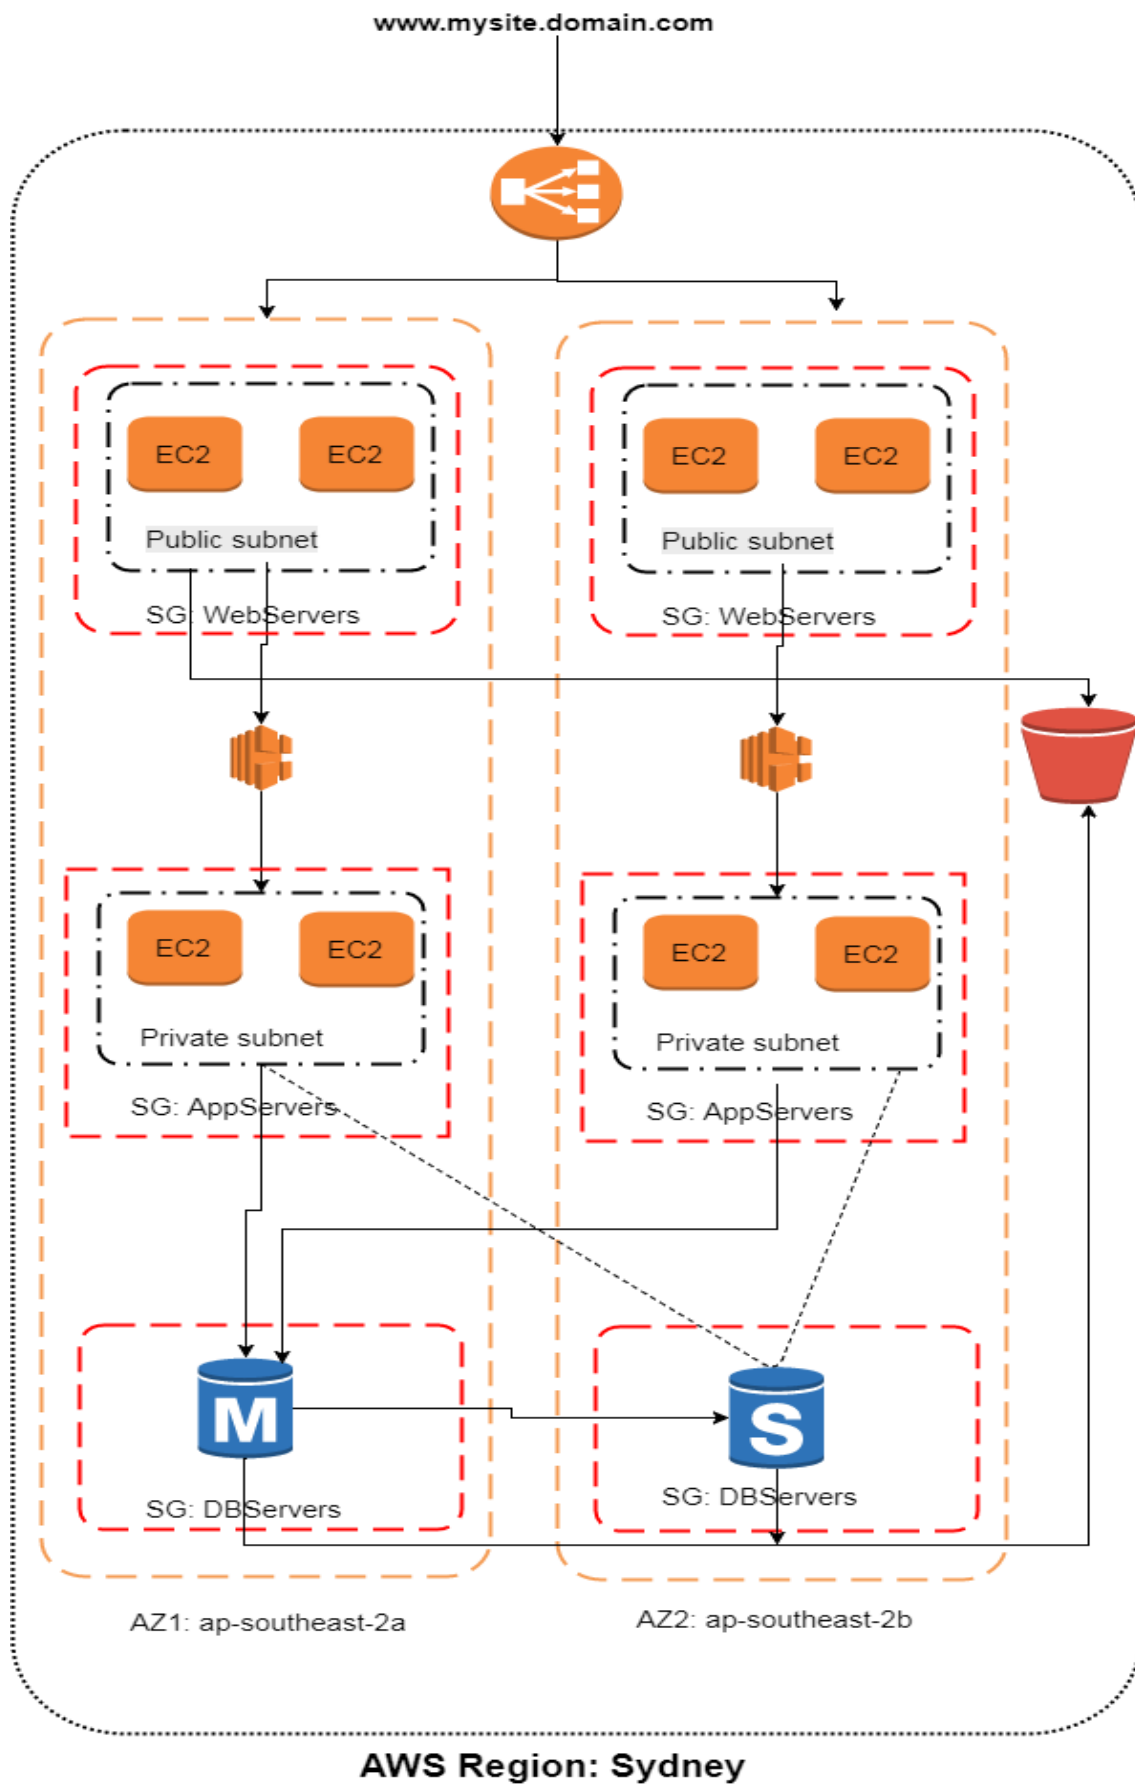 www.mysite.domain.com
EC2 EC2 EC2 EC2
Public subnet Public subnet
SG: WebServers SG: WebServers
EC2 EC2 EC2 EC2
Private subnet Private subnet
SG: AppServers SG: AppServers
M S
SG: DBServers SG: DBServers
AZ1: ap-southeast-2a AZ2: ap-southeast-2b
AWS Region: Sydney